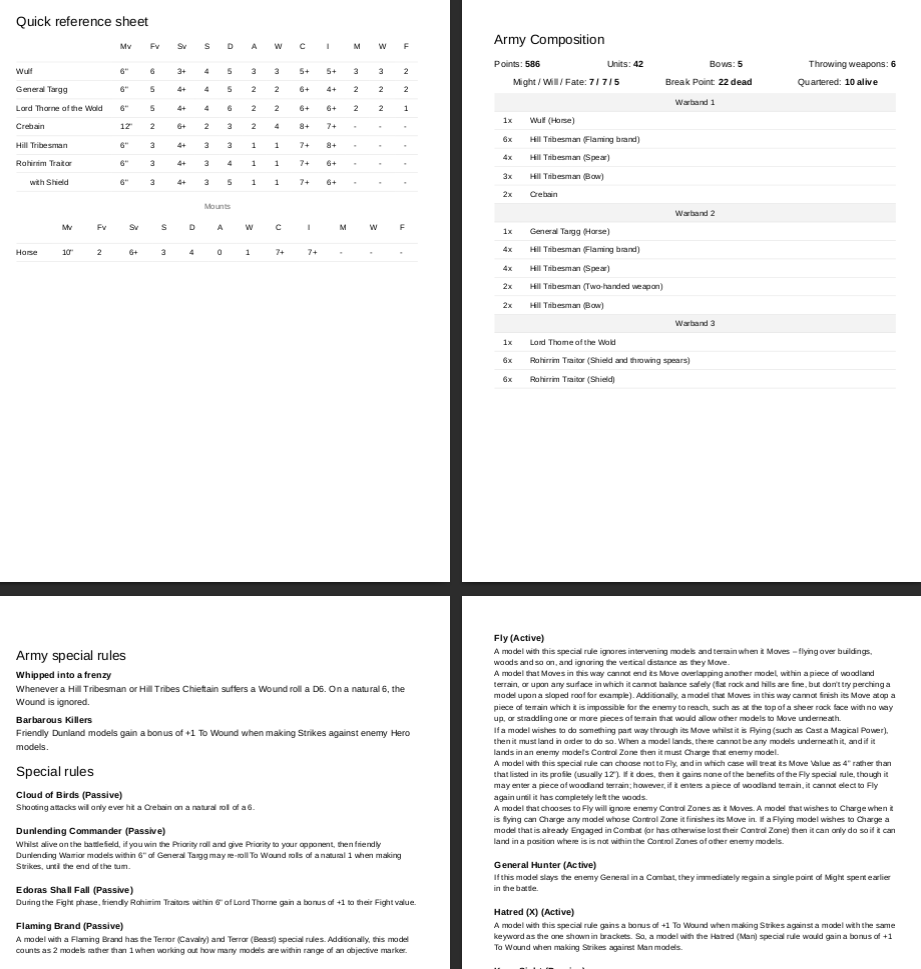 Quick reference sheet
Mv Fv Sv S D A W C I M W F
Wulf 6" 6 3+ 4 5 3 3 5+ 5+ 3 3 2
General Targg 6" 5 4+ 4 5 2 2 6+ 4+ 2 2 2
Lord Thorne of the Wold 6" 5 4+ 4 6 2 2 6+ 6+ 2 2 1
Crebain 12" 2 6+ 2 3 2 4 8+ 7+ - - -
Hill Tribesman 6" 3 4+ 3 3 1 1 7+ 8+ - - -
Rohirrim Traitor 6" 3 4+ 3 4 1 1 7+ 6+ - - -
with Shield 6" 3 4+ 3 5 1 1 7+ 6+ - - -
Mounts
Mv Fv Sv S D A W C I M W F
Horse 10" 2 6+ 3 4 0 1 7+ 7+ - - -
Army Composition
Points: 586 Units: 42 Bows: 5 Throwing weapons: 6
Might / Will / Fate: 7 / 7 / 5 Break Point: 22 dead Quartered: 10 alive
Warband 1
1x Wulf (Horse)
6x Hill Tribesman (Flaming brand)
4x Hill Tribesman (Spear)
3x Hill Tribesman (Bow)
2x Crebain
Warband 2
1x General Targg (Horse)
4x Hill Tribesman (Flaming brand)
4x Hill Tribesman (Spear)
2x Hill Tribesman (Two-handed weapon)
2x Hill Tribesman (Bow)
Warband 3
1x Lord Thorne of the Wold
6x Rohirrim Traitor (Shield and throwing spears)
6x Rohirrim Traitor (Shield)
Army special rules
Whipped into a frenzy
Whenever a Hill Tribesman or Hill Tribes Chieftain suffers a Wound roll a D6. On a natural 6, the
Wound is ignored.
Barbarous Killers
Friendly Dunland models gain a bonus of +1 To Wound when making Strikes against enemy Hero
models.
Special rules
Cloud of Birds (Passive)
Shooting attacks will only ever hit a Crebain on a natural roll of a 6.
Dunlending Commander (Passive)
Whilst alive on the battlefield, if you win the Priority roll and give Priority to your opponent, then friendly
Dunlending Warrior models within 6" of General Targg may re-roll To Wound rolls of a natural 1 when making
Strikes, until the end of the turn.
Edoras Shall Fall (Passive)
During the Fight phase, friendly Rohirrim Traitors within 6" of Lord Thorne gain a bonus of +1 to their Fight value.
Flaming Brand (Passive)
A model with a Flaming Brand has the Terror (Cavalry) and Terror (Beast) special rules. Additionally, this model
counts as 2 models rather than 1 when working out how many models are within range of an objective marker.
Fly (Active)
A model with this special rule ignores intervening models and terrain when it Moves – flying over buildings,
woods and so on, and ignoring the vertical distance as they Move.
A model that Moves in this way cannot end its Move overlapping another model, within a piece of woodland
terrain, or upon any surface in which it cannot balance safely (flat rock and hills are fine, but don't try perching a
model upon a sloped roof for example). Additionally, a model that Moves in this way cannot finish its Move atop a
piece of terrain which it is impossible for the enemy to reach, such as at the top of a sheer rock face with no way
up, or straddling one or more pieces of terrain that would allow other models to Move underneath.
If a model wishes to do something part way through its Move whilst it is Flying (such as Cast a Magical Power),
then it must land in order to do so. When a model lands, there cannot be any models underneath it, and if it
lands in an enemy model's Control Zone then it must Charge that enemy model.
A model with this special rule can choose not to Fly, and in which case will treat its Move Value as 4" rather than
that listed in its profile (usually 12"). If it does, then it gains none of the benefits of the Fly special rule, though it
may enter a piece of woodland terrain; however, if it enters a piece of woodland terrain, it cannot elect to Fly
again until it has completely left the woods.
A model that chooses to Fly will ignore enemy Control Zones as it Moves. A model that wishes to Charge when it
is flying can Charge any model whose Control Zone it finishes its Move in. If a Flying model wishes to Charge a
model that is already Engaged in Combat (or has otherwise lost their Control Zone) then it can only do so if it can
land in a position where is is not within the Control Zones of other enemy models.
General Hunter (Active)
If this model slays the enemy General in a Combat, they immediately regain a single point of Might spent earlier
in the battle.
Hatred (X) (Active)
A model with this special rule gains a bonus of +1 To Wound when making Strikes against a model with the same
keyword as the one shown in brackets. So, a model with the Hatred (Man) special rule would gain a bonus of +1
To Wound when making Strikes against Man models.